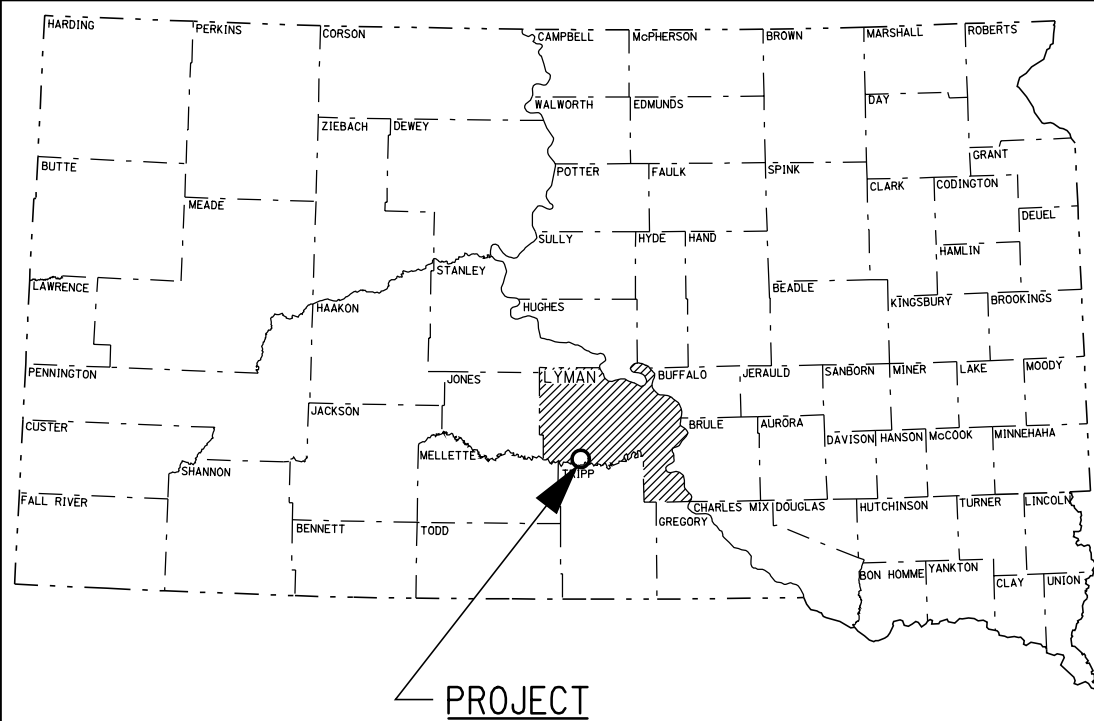 HARDING
PERKINS
CORSON
CAMPBELL
McPHERSON
BROWN
MARSHALL
ROBERTS
WALWORTH
EDMUNDS
DAY
ZIEBACH
DEWEY
GRANT
BUTTE
POTTER
FAULK
SPINK
CLARK
CODINGTON
MEADE
DEUEL
SULLY
HYDE
HAND
HAMLIN
STANLEY
LAWRENCE
BEADLE
KINGSBURY
BROOKINGS
HAAKON
HUGHES
PENNINGTON
JONES
LYMAN
BUFFALO
JERAULD
SANBORN
MINER
LAKE
MOODY
JACKSON
CUSTER
BRULE
AURORA
DAVISON
HANSON
McCOOK
MINNEHAHA
MELLETTE
SHANNON
TRIPP
FALL RIVER
CHARLES MIX
DOUGLAS
HUTCHINSON
TURNER
LINCOLN
BENNETT
TODD
GREGORY
BON HOMME
YANKTON
CLAY
UNION
PROJECT